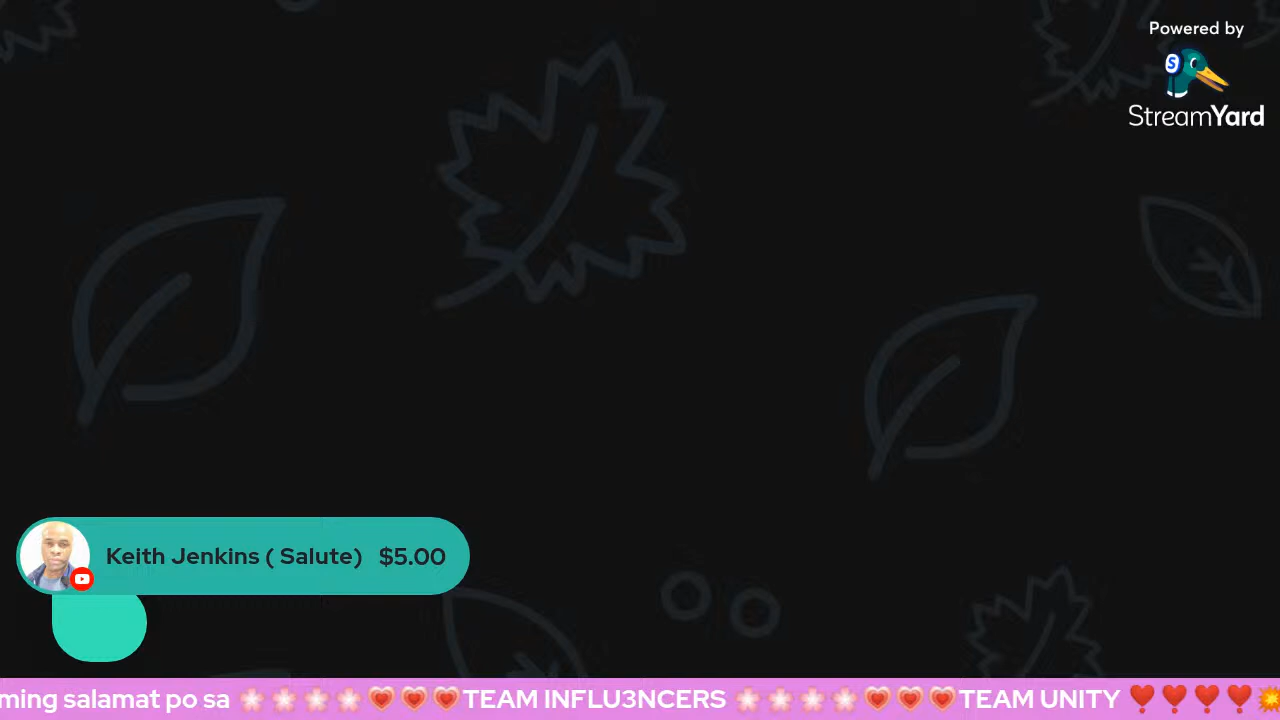 Powered by
S
StreamYard
Keith Jenkins ( Salute) $5.00
ming salamat po sa 🌸🌸🌸🌸💗💗💗TEAM INFLU3NCERS 🌸🌸🌸🌸💗💗💗TEAM UNITY ❣️❣️❣️❣️💥